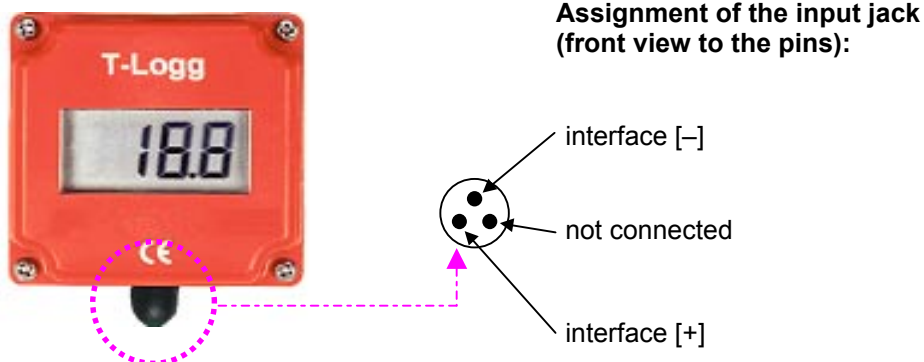 Assignment of the input jack
(front view to the pins):
T-Logg
18.8
CE
interface [–]
not connected
interface [+]